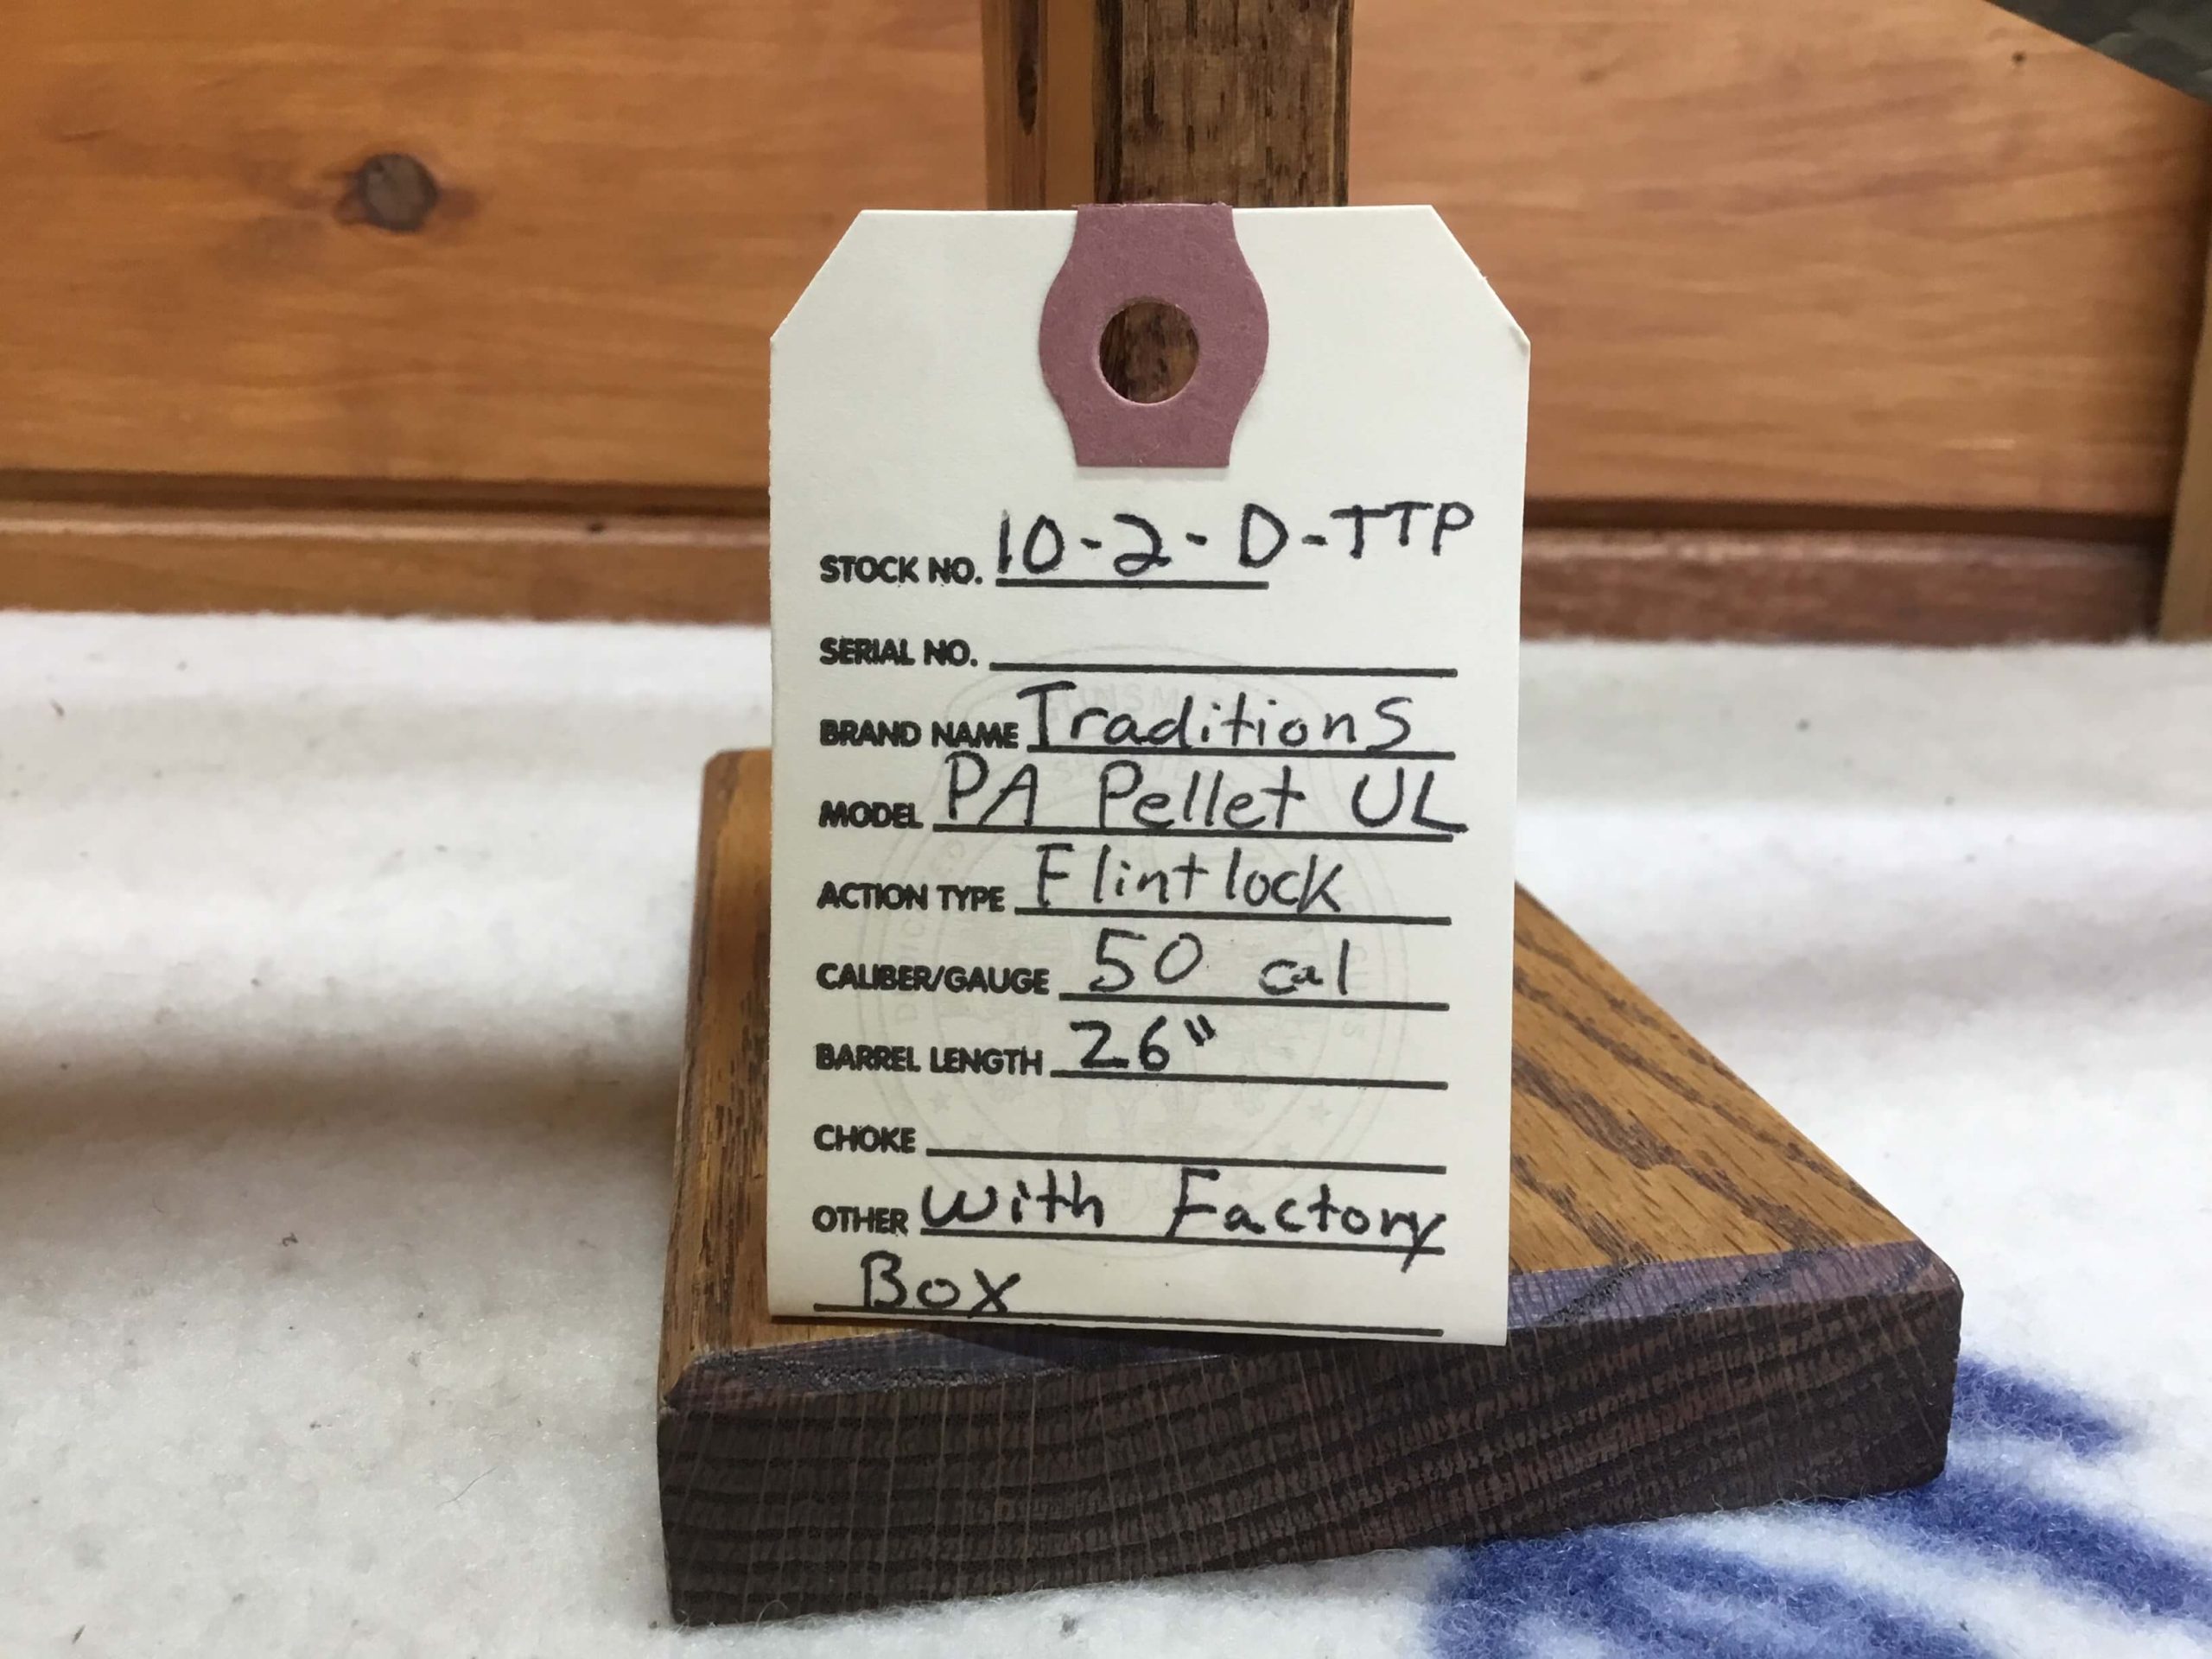 STOCK NO. 10-2-D-TTP
SERIAL NO.
BRAND NAME Traditions
MODEL PA Pellet UL
ACTION TYPE Flintlock
CALIBER/GAUGE 50 cal
BARREL LENGTH 26"
CHOKE
OTHER with Factory
Box